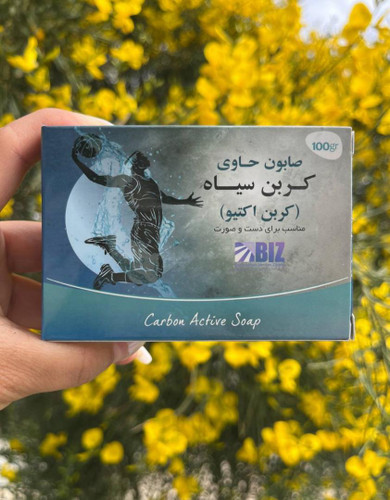 100gr
صابون حاوی
کربن سیاه
(کربن اکتیو)
مناسب برای دست و صورت
BIZ
Carbon Active Soap